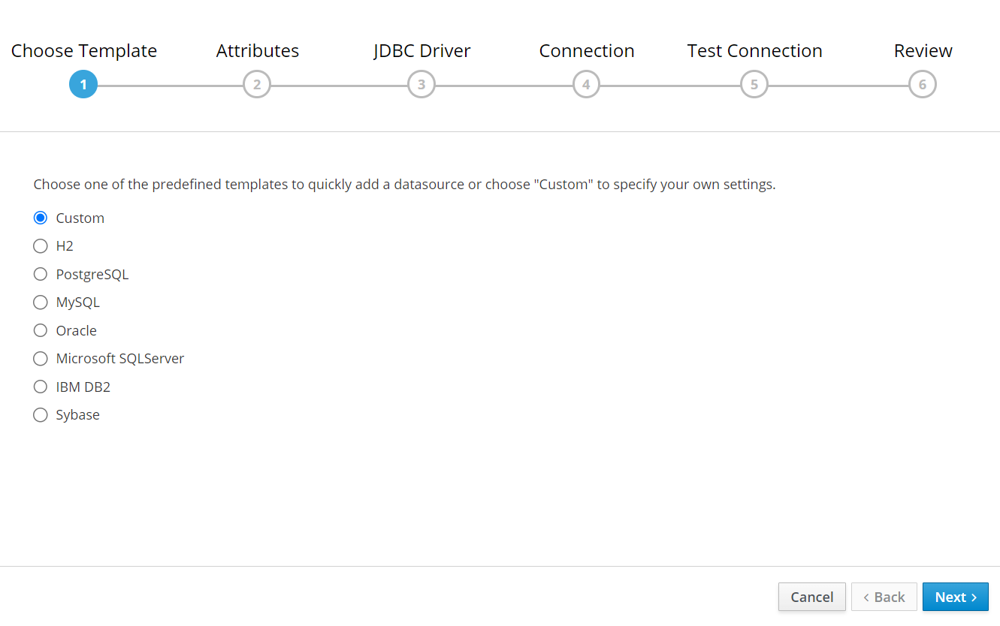 Choose Template Attributes JDBC Driver Connection Test Connection Review
1 2 3 4 5 6
Choose one of the predefined templates to quickly add a datasource or choose "Custom" to specify your own settings.
Custom
H2
PostgreSQL
MySQL
Oracle
Microsoft SQLServer
IBM DB2
Sybase
Cancel < Back Next >